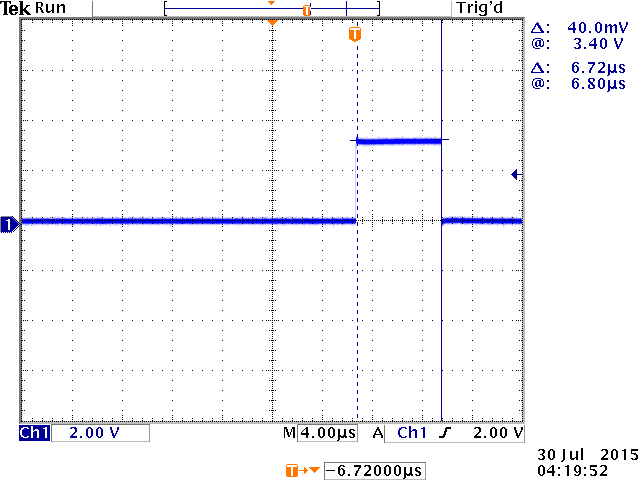 Tek Run Trig'd
T
T
Δ: 40.0mV
@: 3.40 V
Δ: 6.72µs
@: 6.80µs
1
Ch1 2.00 V M 4.00µs A Ch1 2.00 V
T→▼ −6.72000µs
30 Jul 2015
04:19:52